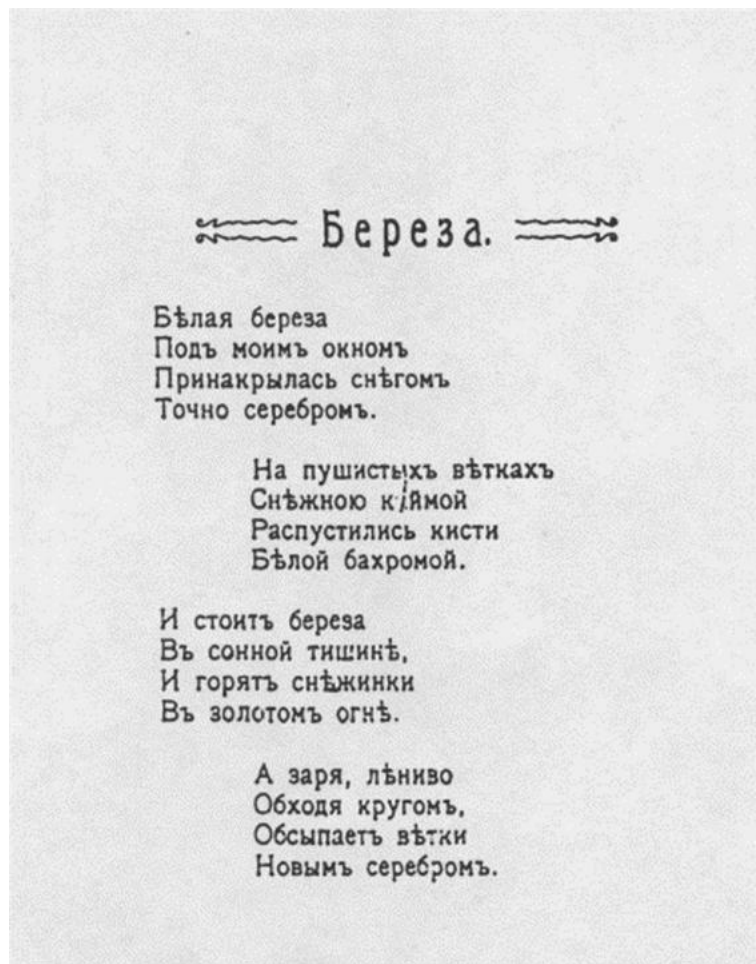 Береза.
Бѣлая береза
Подъ моимъ окномъ
Принакрылась снѣгомъ
Точно серебромъ.
На пушистыхъ вѣткахъ
Снѣжною каймой
Распустились кисти
Бѣлой бахромой.
И стоитъ береза
Въ сонной тишинѣ,
И горятъ снѣжинки
Въ золотомъ огнѣ.
А заря, лѣниво
Обходя кругомъ,
Обсыпаетъ вѣтки
Новымъ серебромъ.